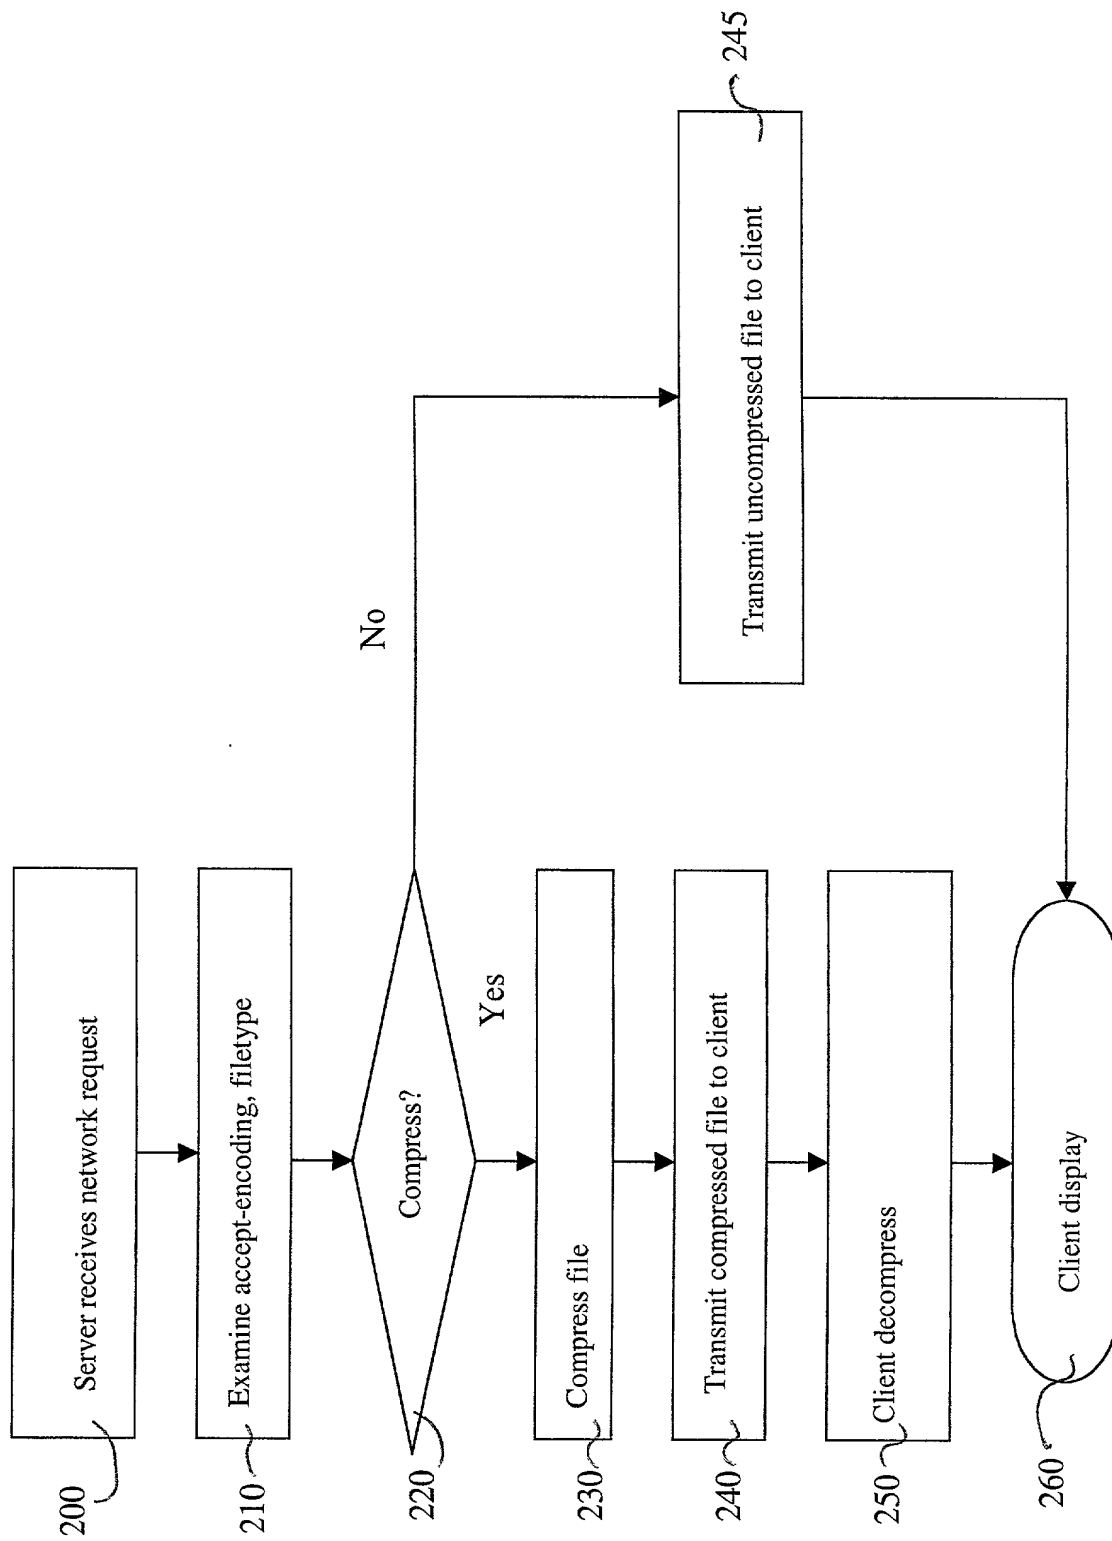 200
Server receives network request
210
Examine accept-encoding, filetype
220
Compress?
No
Yes
230
Compress file
240
Transmit compressed file to client
245
Transmit uncompressed file to client
250
Client decompress
260
Client display